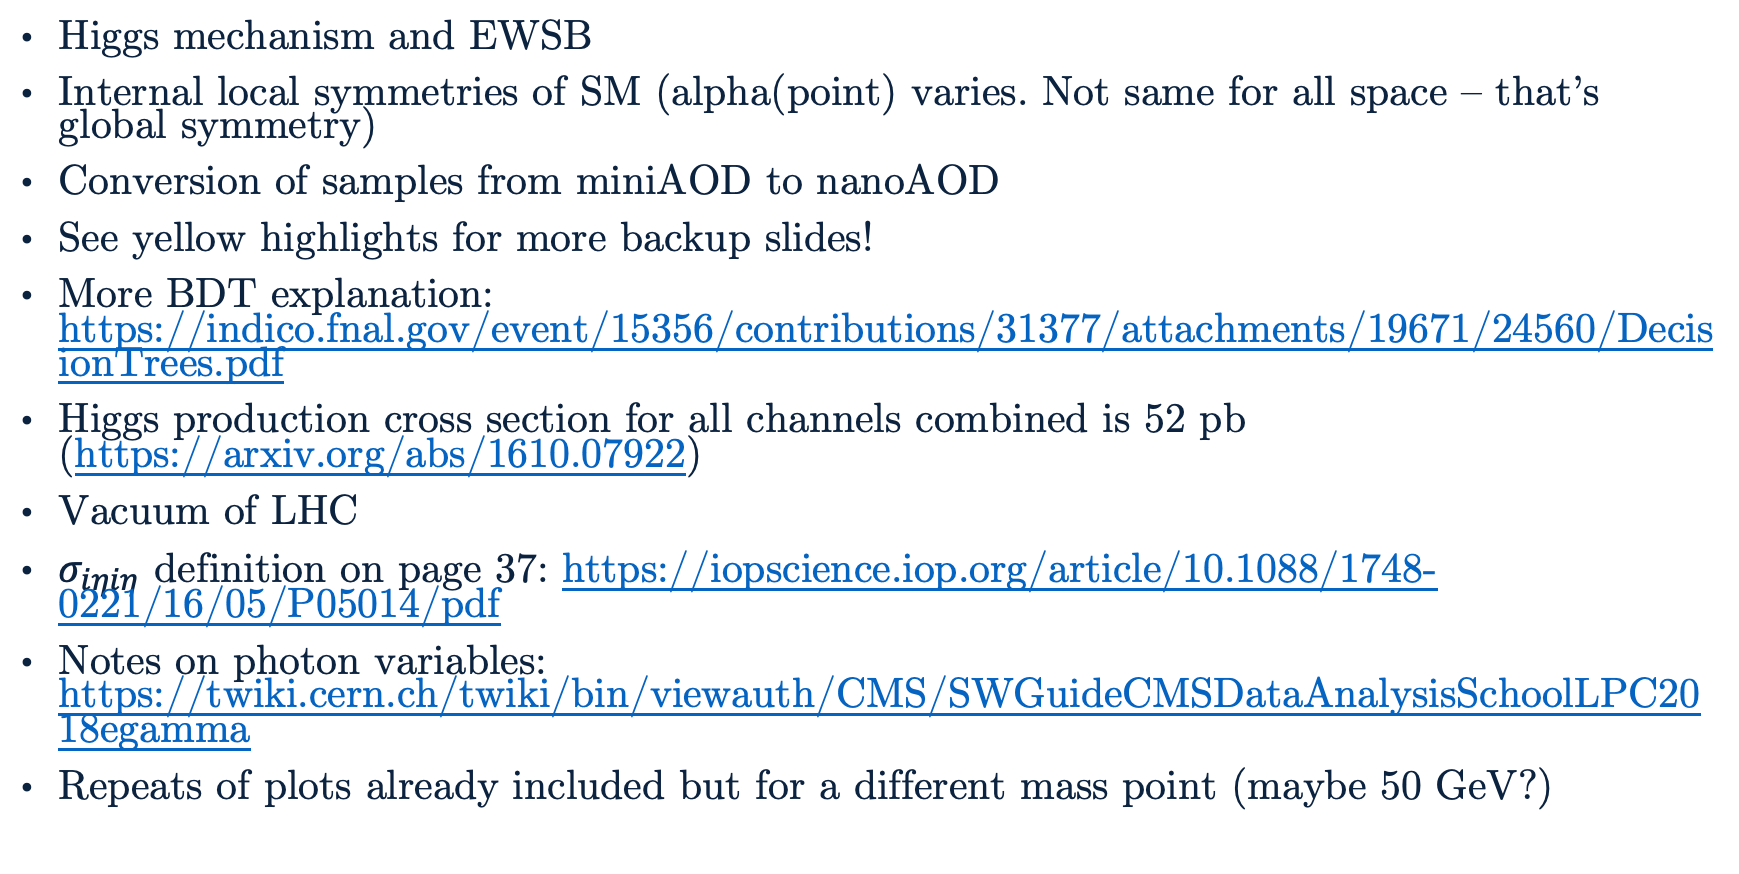 • Higgs mechanism and EWSB
• Internal local symmetries of SM (alpha(point) varies. Not same for all space – that’s
global symmetry)
• Conversion of samples from miniAOD to nanoAOD
• See yellow highlights for more backup slides!
• More BDT explanation:
https://indico.fnal.gov/event/15356/contributions/31377/attachments/19671/24560/Decis
ionTrees.pdf
• Higgs production cross section for all channels combined is 52 pb
(https://arxiv.org/abs/1610.07922)
• Vacuum of LHC
• σ_{iηiη} definition on page 37: https://iopscience.iop.org/article/10.1088/1748-
0221/16/05/P05014/pdf
• Notes on photon variables:
https://twiki.cern.ch/twiki/bin/viewauth/CMS/SWGuideCMSDataAnalysisSchoolLPC20
18egamma
• Repeats of plots already included but for a different mass point (maybe 50 GeV?)